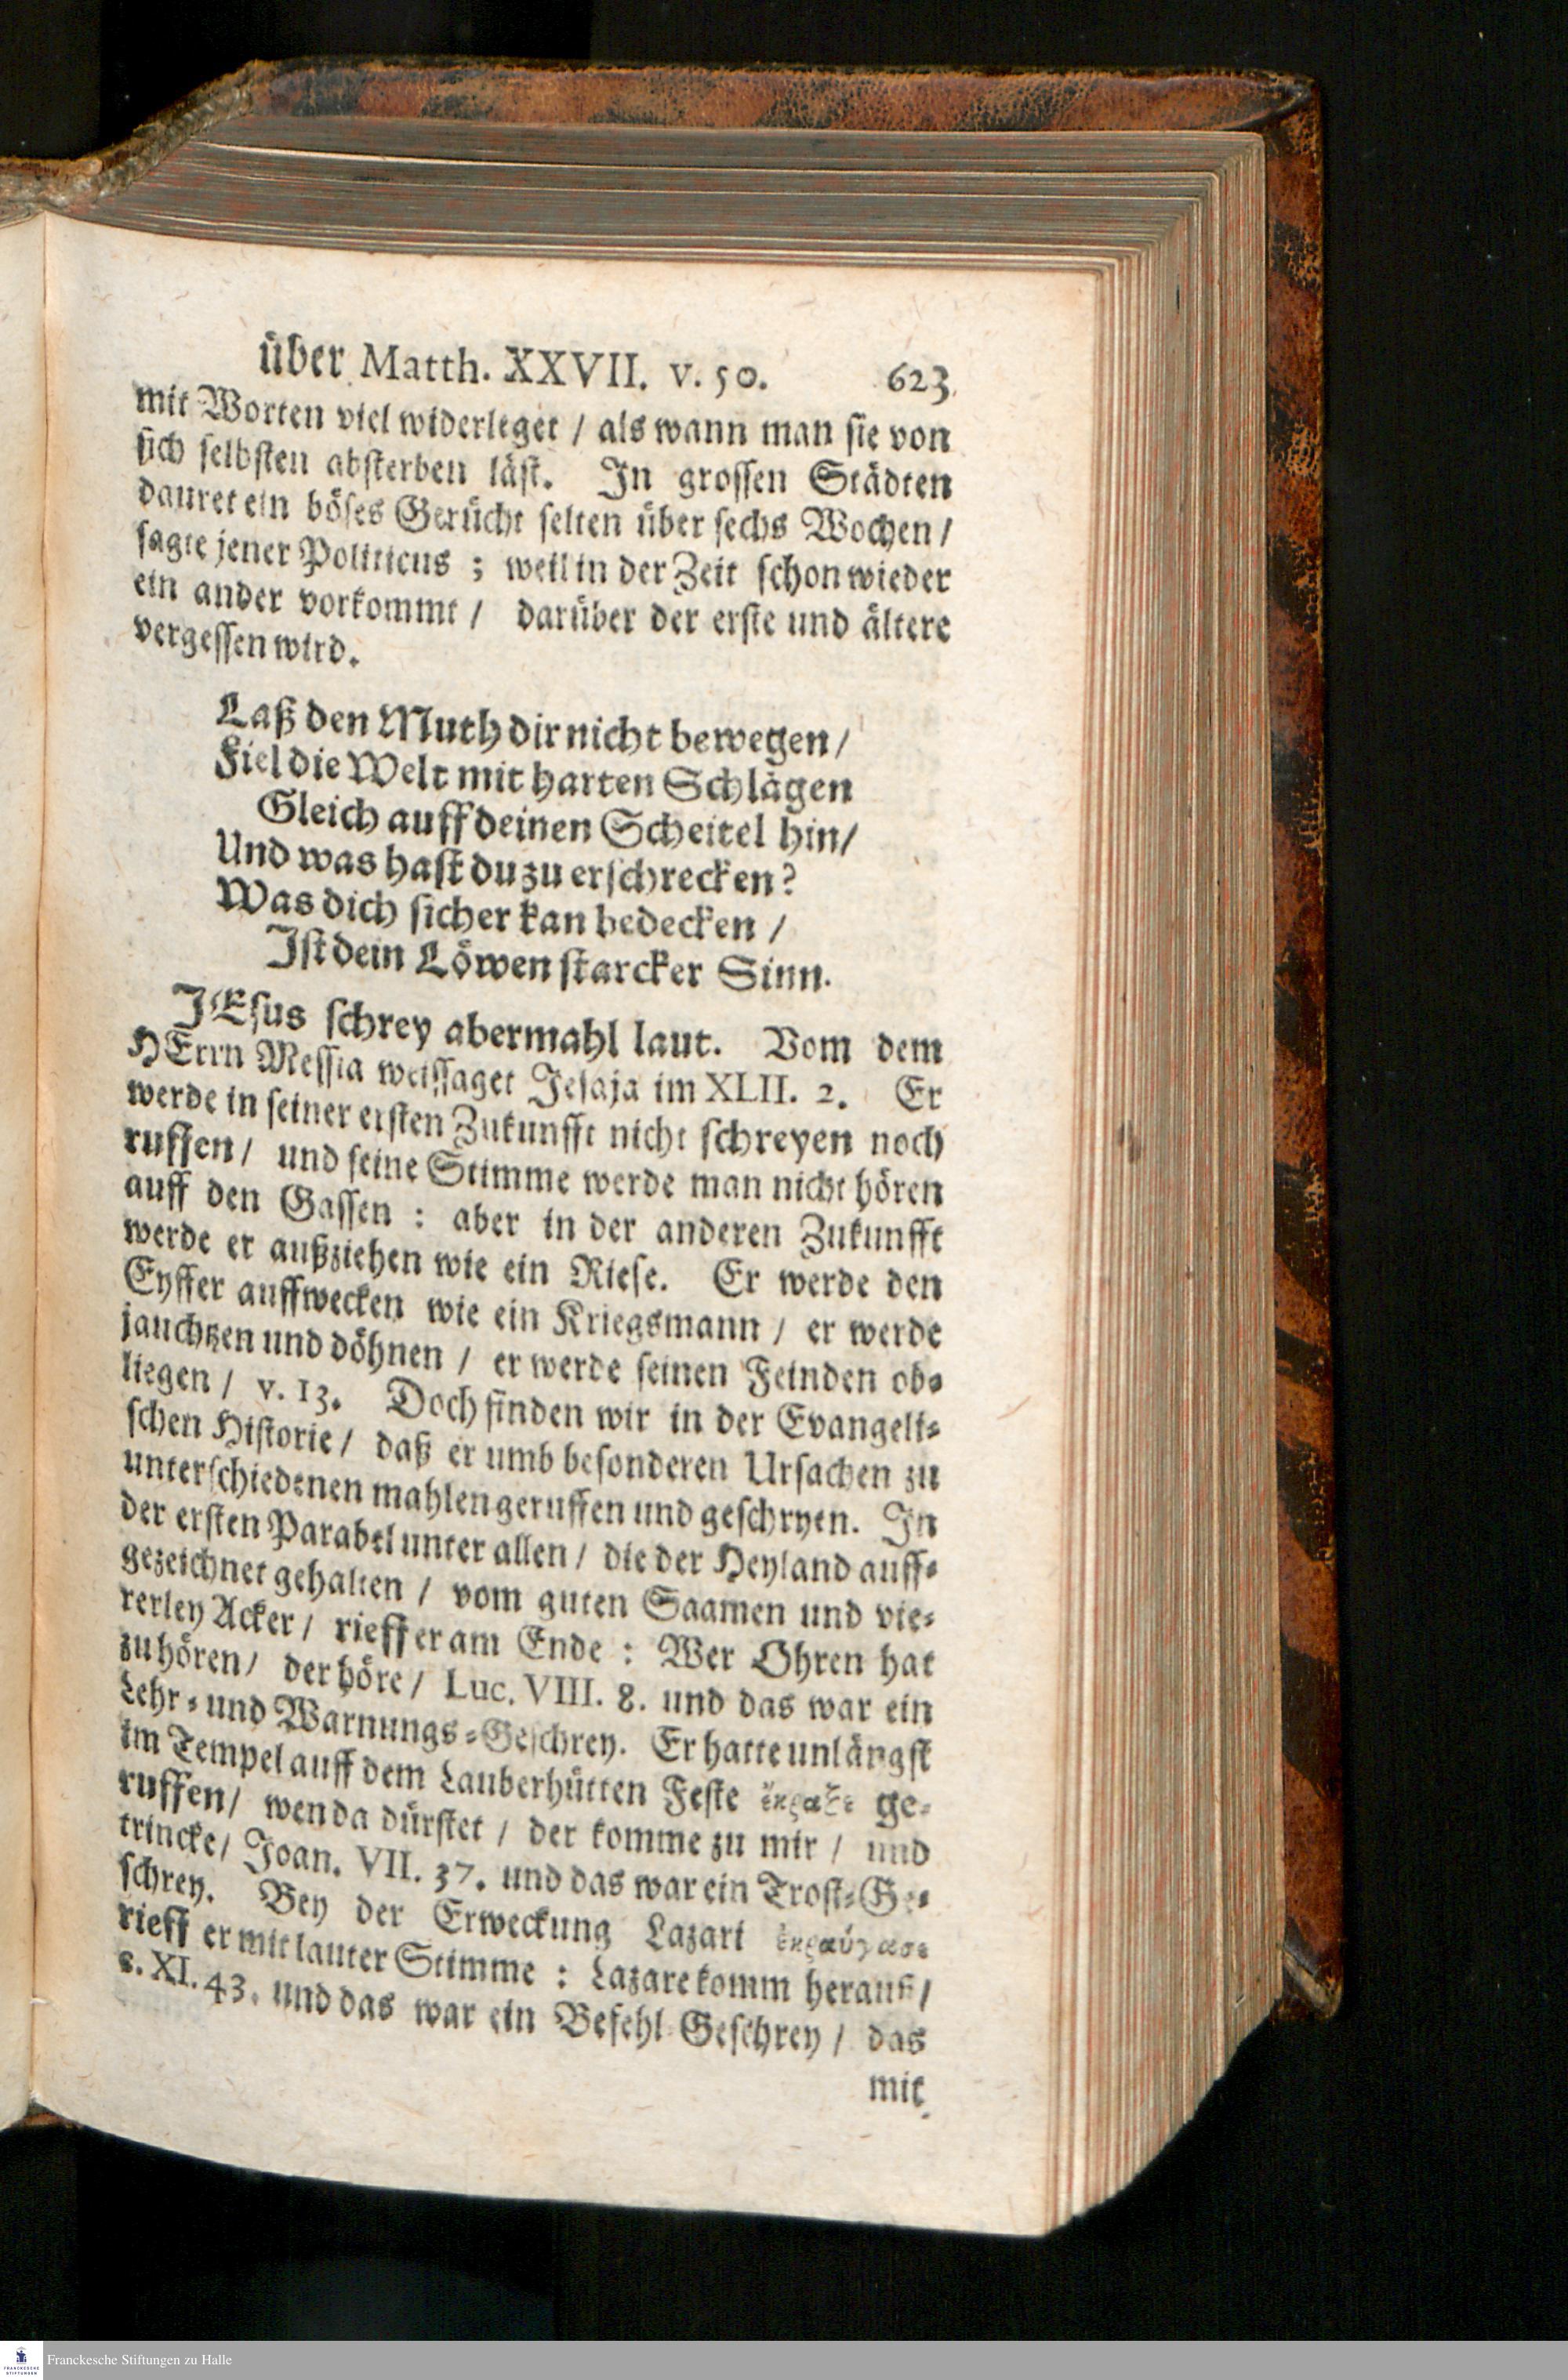 über Matth. XXVII. v. 50. 623
mit Worten viel widerleget / als wann man sie von
sich selbsten absterben läst. In grossen Städten
dauret ein böses Gerücht selten über sechs Wochen /
sagte jener Politicus ; weil in der Zeit schon wieder
ein ander vorkommt / darüber der erste und ältere
vergessen wird.
Laß den Muth dir nicht bewegen /
Fiel die Welt mit harten Schlägen
Gleich auff deinen Scheitel hin /
Und was hast du zu erschrecken?
Was dich sicher kan bedecken /
Ist dein Löwen starcker Sinn.
JEsus schrey abermahl laut. Vom dem
HErrn Messia weissaget Jesaja im XLII. 2. Er
werde in seiner ersten Zukunfft nicht schreyen noch
ruffen / und seine Stimme werde man nicht hören
auff den Gassen : aber in der anderen Zukunfft
werde er außziehen wie ein Riese. Er werde den
Eyffer auffwecken wie ein Kriegsmann / er werde
jauchtzen und döhnen / er werde seinen Feinden ob-
liegen / v. 13. Doch finden wir in der Evangeli-
schen Historie / daß er umb besonderen Ursachen zu
unterschiedenen mahlen geruffen und geschryen. In
der ersten Parabel unter allen / die der Heyland auff-
gezeichnet gehalten / vom guten Saamen und vie-
rerley Acker / rieff er am Ende : Wer Ohren hat
zu hören / der höre / Luc. VIII. 8. und das war ein
Lehr- und Warnungs-Geschrey. Er hatte unlängst
im Tempel auff dem Lauberhütten Feste ἔκραξε ge-
ruffen / wen da dürstet / der komme zu mir / und
trincke / Joan. VII. 37. und das war ein Trost-Ge-
schrey. Bey der Erweckung Lazari ἐκραύγασε
rieff er mit lauter Stimme : Lazare komm herauß /
c. XI. 43. und das war ein Befehl-Geschrey / das
mit
FRANCKESCHE
STIFTUNGEN
Franckesche Stiftungen zu Halle